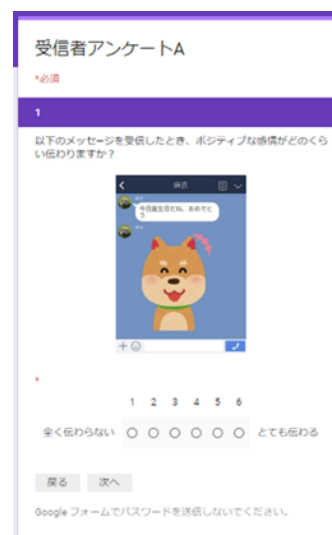 受信者アンケートA
*必須
1
以下のメッセージを受信したとき、ポジティブな感情がどのくら
い伝わりますか？
麻衣
今日誕生日だね、おめでと
う
*
1 2 3 4 5 6
全く伝わらない とても伝わる
戻る 次へ
Google フォームでパスワードを送信しないでください。